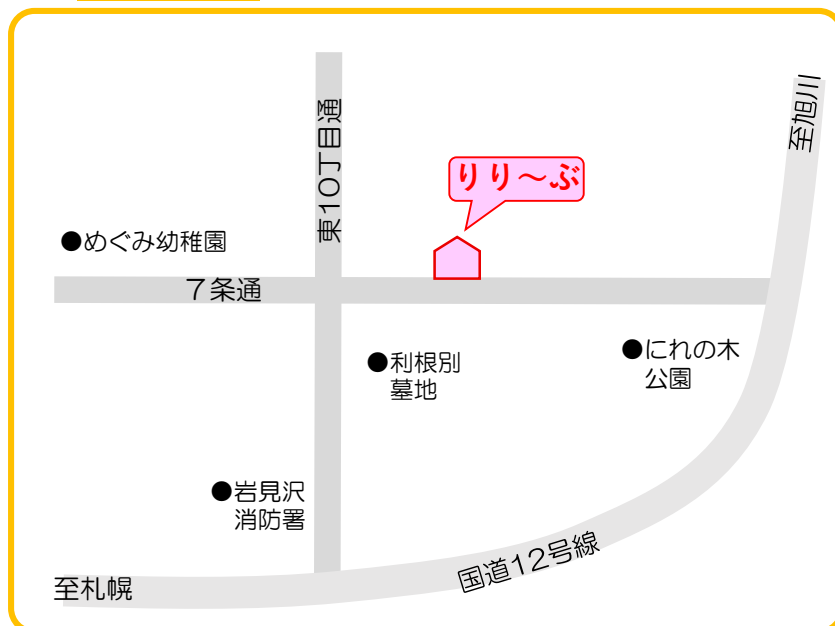 至旭川
東10丁目通
りり～ぶ
●めぐみ幼稚園
７条通
●利根別
墓地
●にれの木
公園
●岩見沢
消防署
国道12号線
至札幌